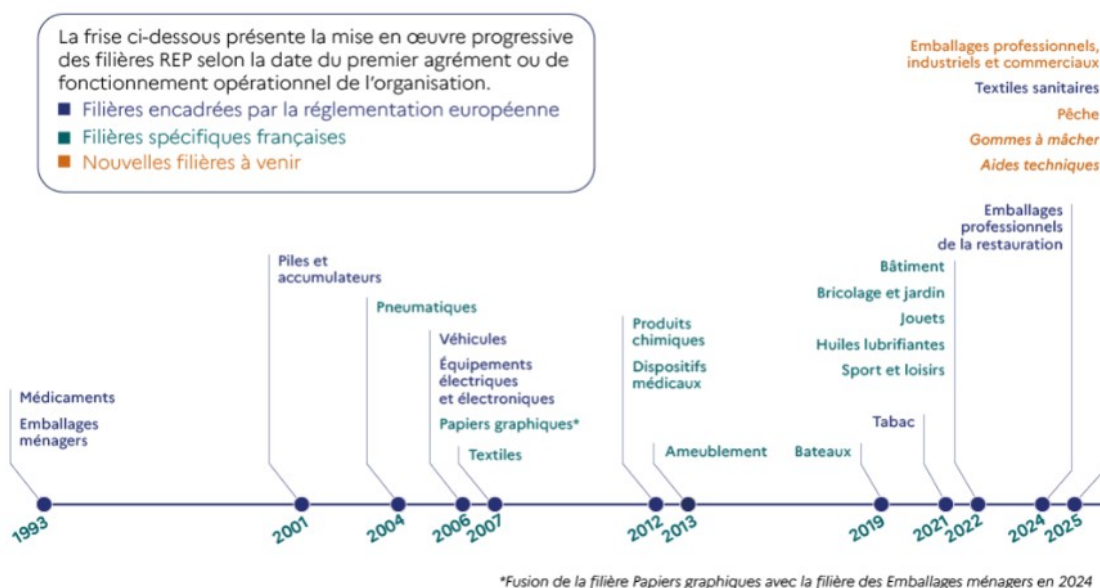 La frise ci-dessous présente la mise en œuvre progressive
des filières REP selon la date du premier agrément ou de
fonctionnement opérationnel de l'organisation.
Filières encadrées par la réglementation européenne
Filières spécifiques françaises
Nouvelles filières à venir
Médicaments
Emballages
ménagers
Piles et
accumulateurs
Pneumatiques
Véhicules
Équipements
électriques
et électroniques
Papiers graphiques*
Textiles
Produits
chimiques
Dispositifs
médicaux
Ameublement
Bateaux
Tabac
Bâtiment
Bricolage et jardin
Jouets
Huiles lubrifiantes
Sport et loisirs
Emballages
professionnels
de la restauration
Emballages professionnels,
industriels et commerciaux
Textiles sanitaires
Pêche
Gommes à mâcher
Aides techniques
1993
2001
2004
2006
2007
2012
2013
2019
2021
2022
2024
2025
*Fusion de la filière Papiers graphiques avec la filière des Emballages ménagers en 2024